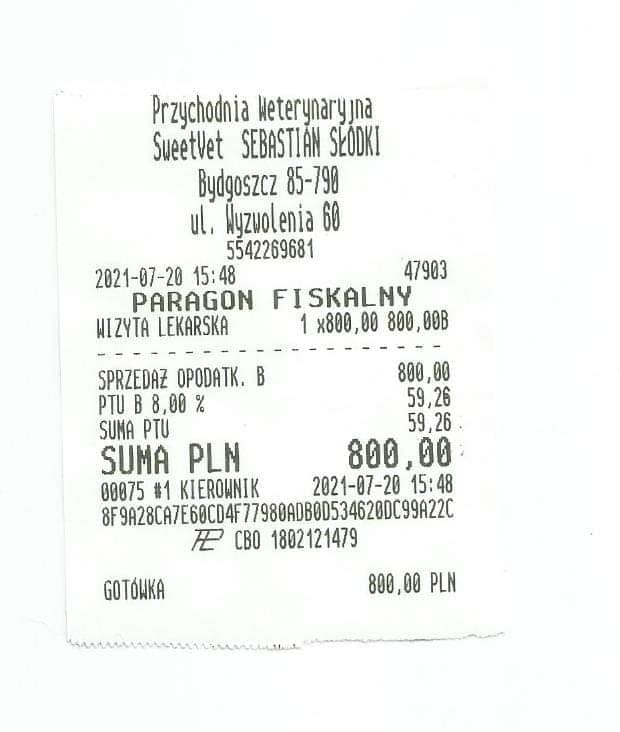 Przychodnia Weterynaryjna
SweetVet SEBASTIAN SŁODKI
Bydgoszcz 85-790
ul. Wyzwolenia 60
5542269681
2021-07-20 15:48 47903
PARAGON FISKALNY
WIZYTA LEKARSKA 1 x800,00 800,00B
SPRZEDAŻ OPODATK. B 800,00
PTU B 8,00 % 59,26
SUMA PTU 59,26
SUMA PLN 800,00
00075 #1 KIEROWNIK 2021-07-20 15:48
8F9A28CA7E60CD4F77980ADB0D534620DC99A22C
CBO 1802121479
GOTÓWKA 800,00 PLN